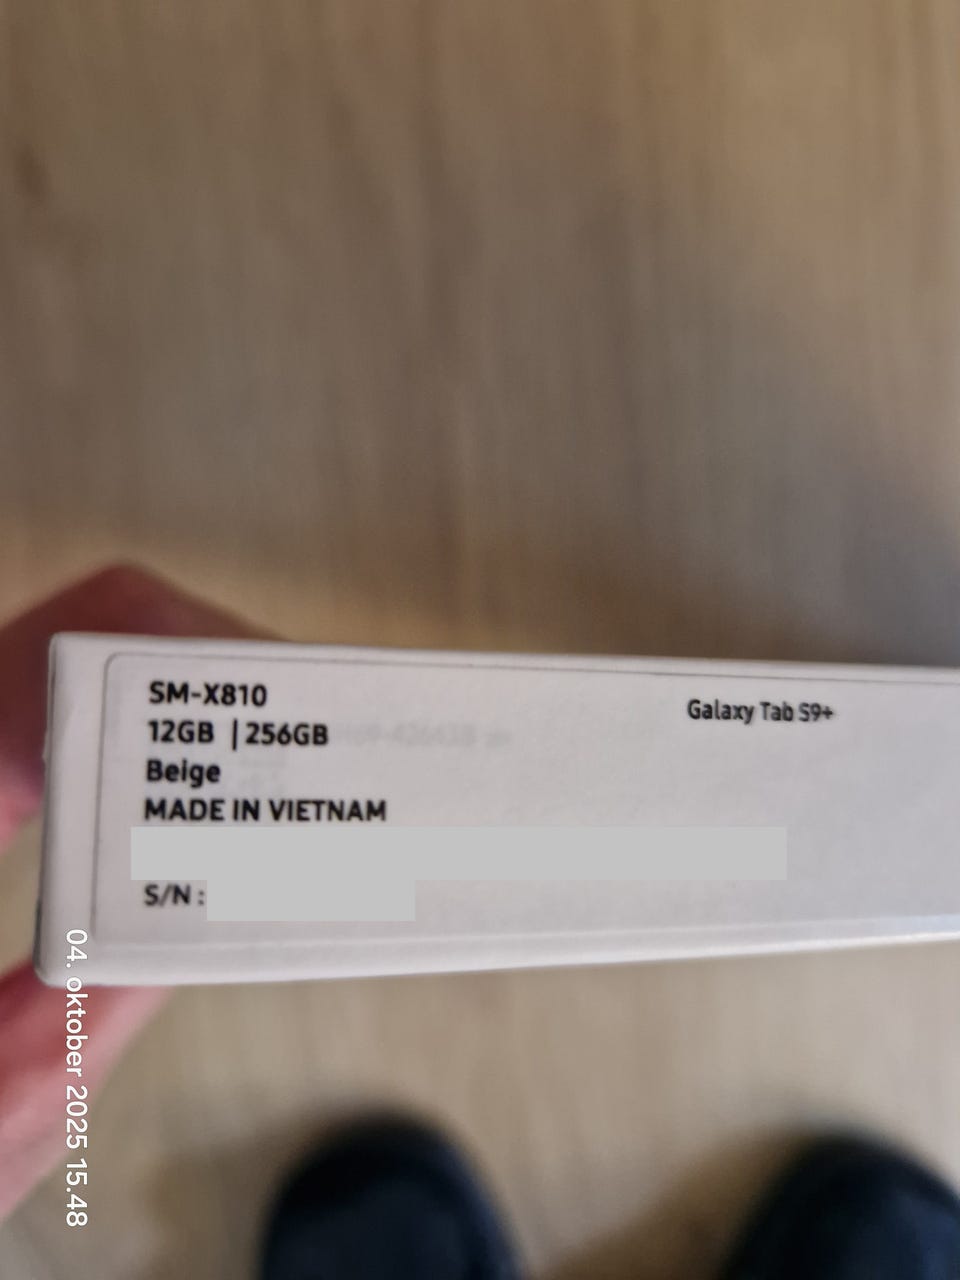 SM-X810
Galaxy Tab S9+
12GB | 256GB
Beige
MADE IN VIETNAM
S/N :
04. oktober 2025 15.48